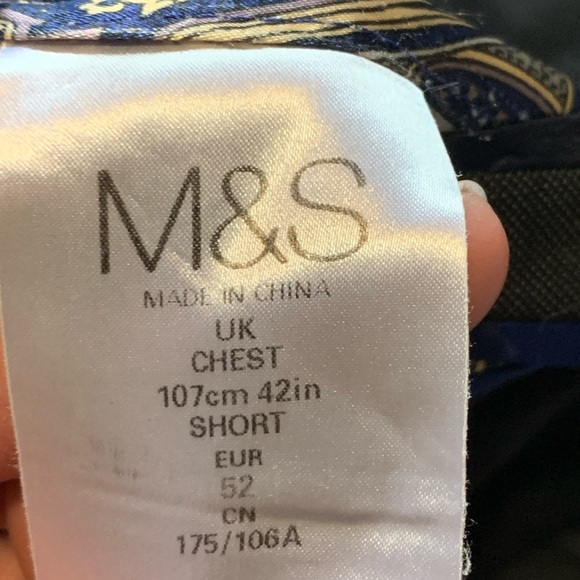 M&S
MADE IN CHINA
UK
CHEST
107cm 42in
SHORT
EUR
52
CN
175/106A